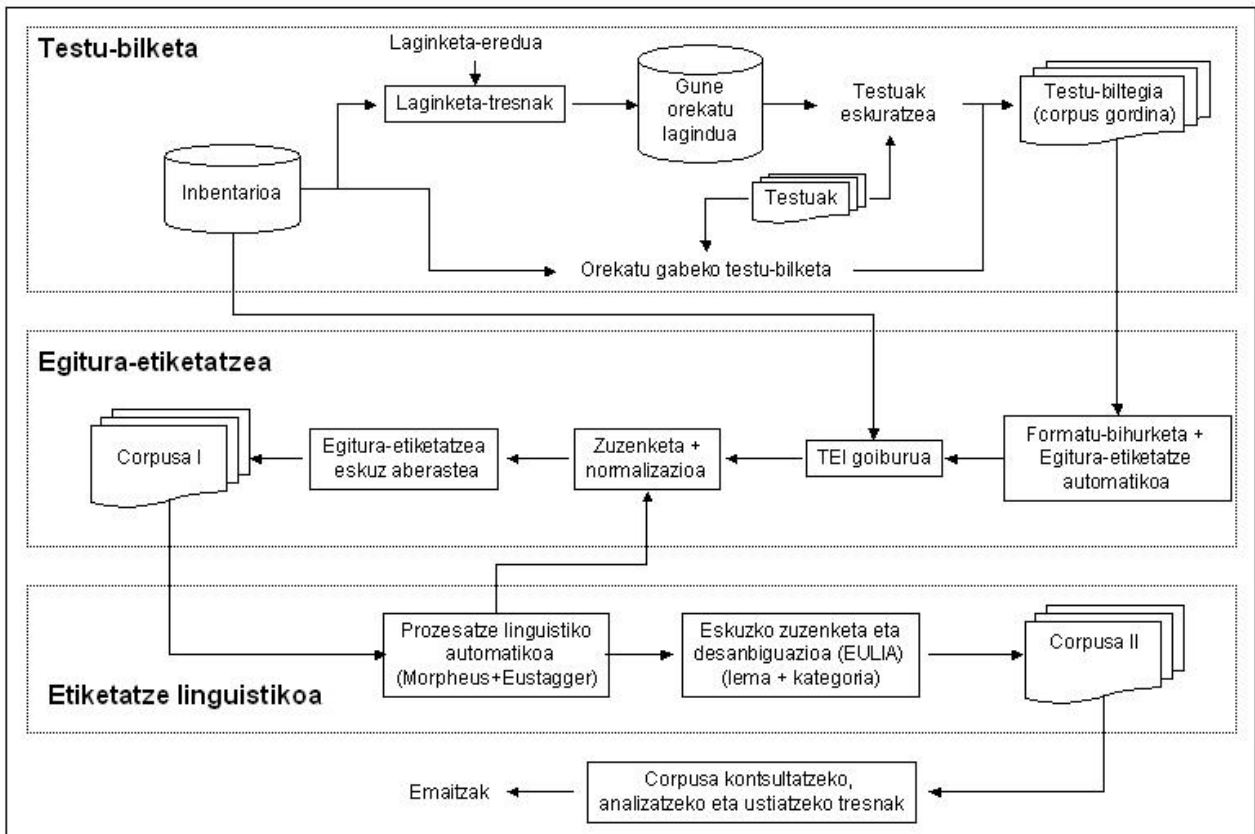 Testu-bilketa
Laginketa-eredua
Laginketa-tresnak
Gune
orekatu
lagindua
Testuak
eskuratzea
Testu-biltegia
(corpus gordina)
Inbentarioa
Testuak
Orekatu gabeko testu-bilketa
Egitura-etiketatzea
Corpusa I
Egitura-etiketatzea
eskuz aberastea
Zuzenketa +
normalizazioa
TEI goiburua
Formatu-bihurketa +
Egitura-etiketatze
automatikoa
Etiketatze linguistikoa
Prozesatze linguistiko
automatikoa
(Morpheus+Eustagger)
Eskuzko zuzenketa eta
desanbiguazioa (EULIA)
(lema + kategoria)
Corpusa II
Emaitzak
Corpusa kontsultatzeko,
analizatzeko eta ustiatzeko tresnak